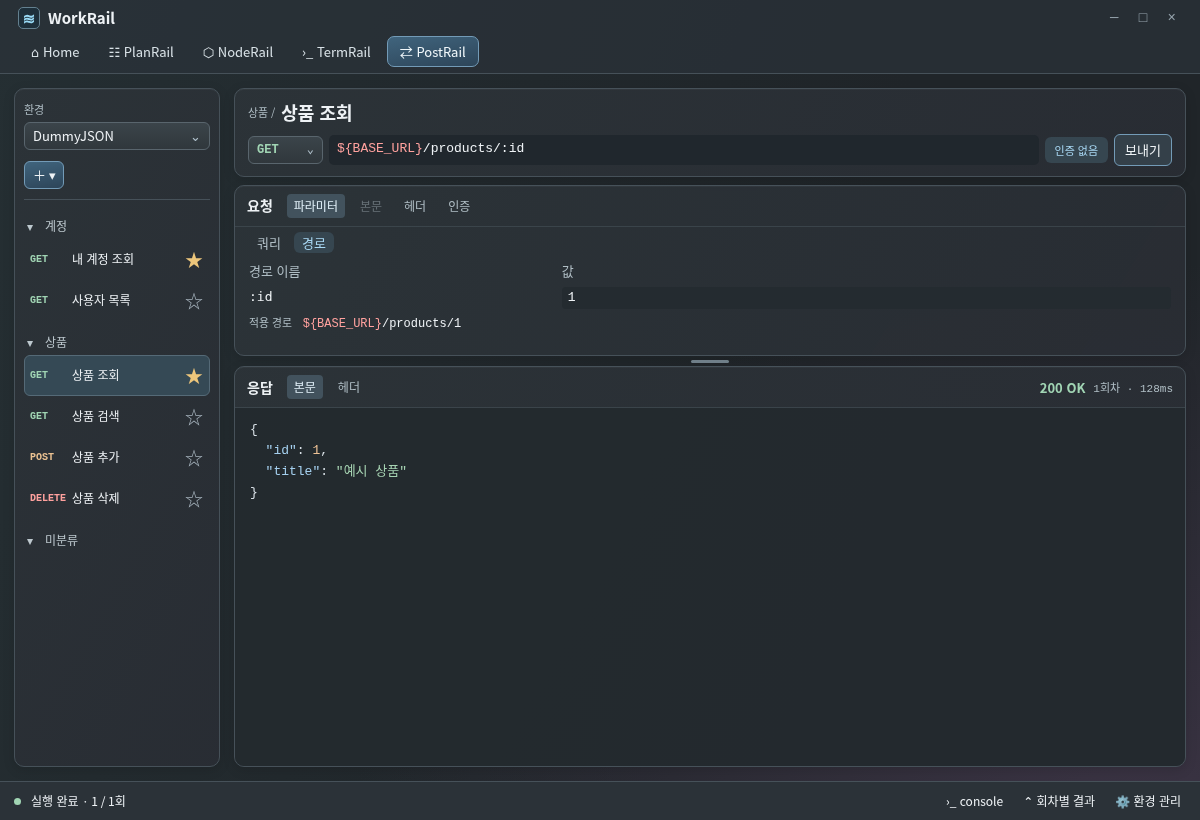 WorkRail
Home PlanRail NodeRail ›_ TermRail ⇄ PostRail
환경
DummyJSON
+ ▾
▾ 계정
GET 내 계정 조회 ★
GET 사용자 목록 ☆
▾ 상품
GET 상품 조회 ★
GET 상품 검색 ☆
POST 상품 추가 ☆
DELETE 상품 삭제 ☆
▾ 미분류
상품 / 상품 조회
GET ${BASE_URL}/products/:id 인증 없음 보내기
요청 파라미터 본문 헤더 인증
쿼리 경로
경로 이름 값
:id 1
적용 경로 ${BASE_URL}/products/1
응답 본문 헤더 200 OK 1회차 · 128ms
{
"id": 1,
"title": "예시 상품"
}
실행 완료 · 1 / 1회 ›_ console ⌃ 회차별 결과 ⚙️ 환경 관리